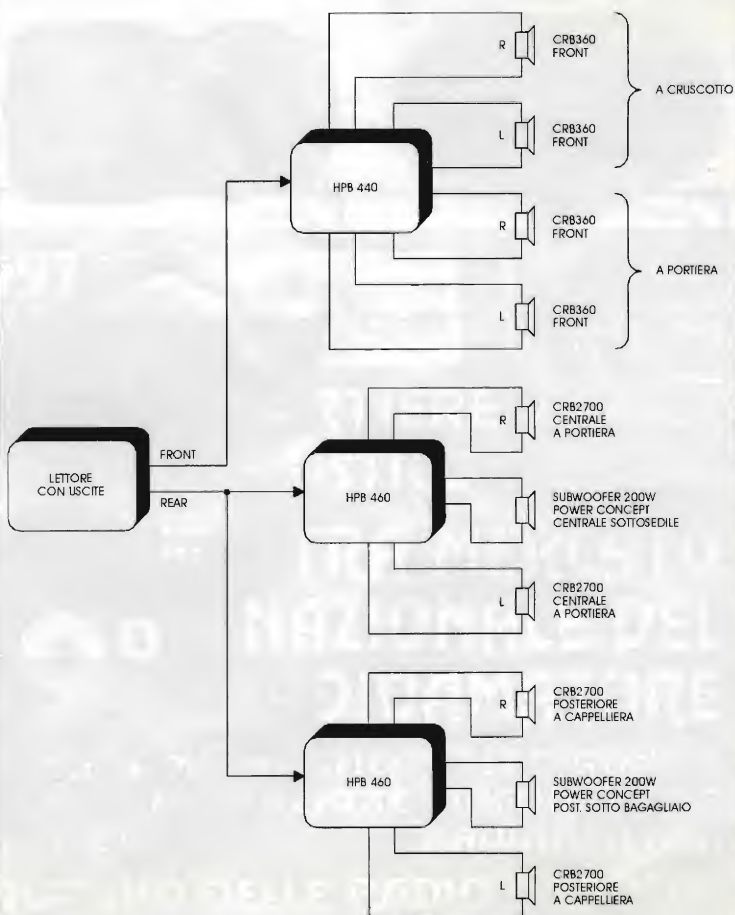 R
CRB360
FRONT
A CRUSCOTTO
L
CRB360
FRONT
HPB 440
R
CRB360
FRONT
A PORTIERA
L
CRB360
FRONT
LETTORE
CON USCITE
FRONT
REAR
HPB 460
R
CRB2700
CENTRALE
A PORTIERA
SUBWOOFER 200W
POWER CONCEPT
CENTRALE SOTTOSEDILE
L
CRB2700
CENTRALE
A PORTIERA
HPB 460
R
CRB2700
POSTERIORE
A CAPPELLIERA
SUBWOOFER 200W
POWER CONCEPT
POST. SOTTO BAGAGLIAIO
L
CRB2700
POSTERIORE
A CAPPELLIERA